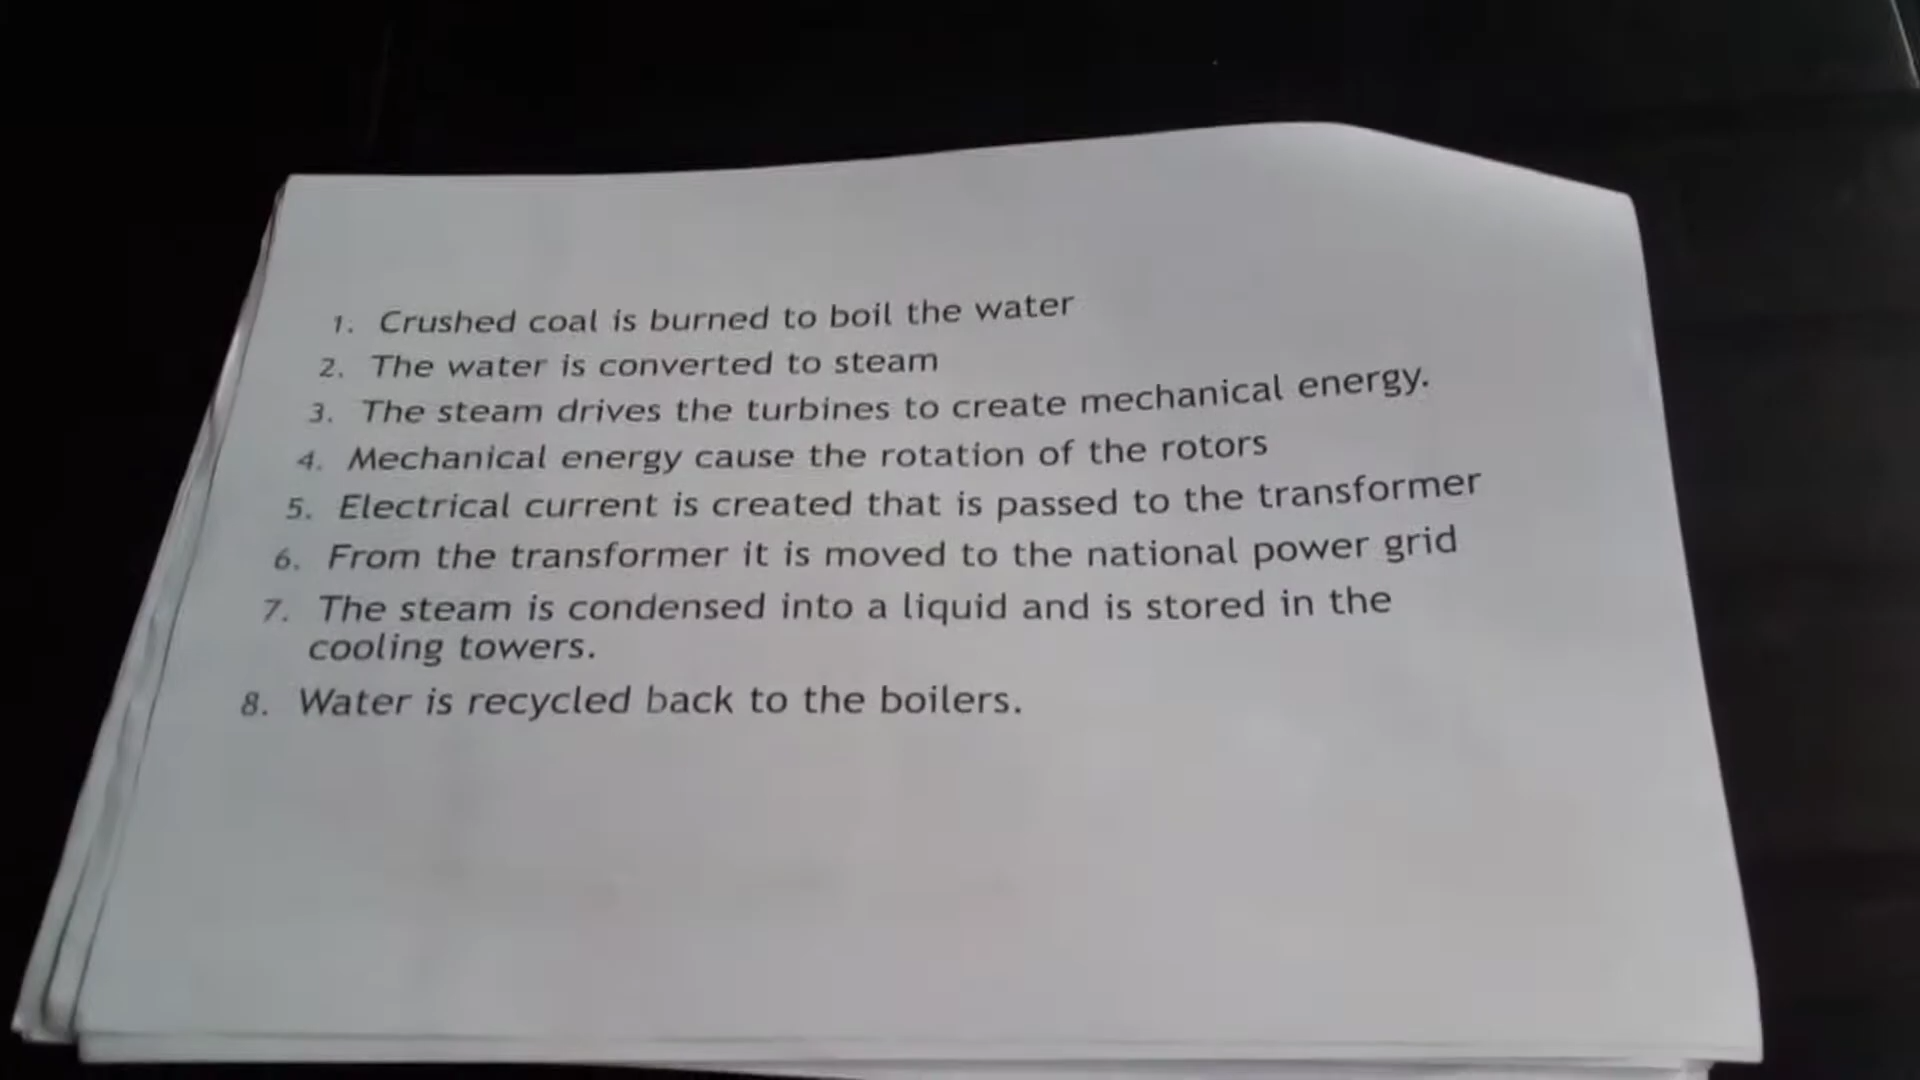 1. Crushed coal is burned to boil the water
2. The water is converted to steam
3. The steam drives the turbines to create mechanical energy.
4. Mechanical energy cause the rotation of the rotors
5. Electrical current is created that is passed to the transformer
6. From the transformer it is moved to the national power grid
7. The steam is condensed into a liquid and is stored in the
cooling towers.
8. Water is recycled back to the boilers.